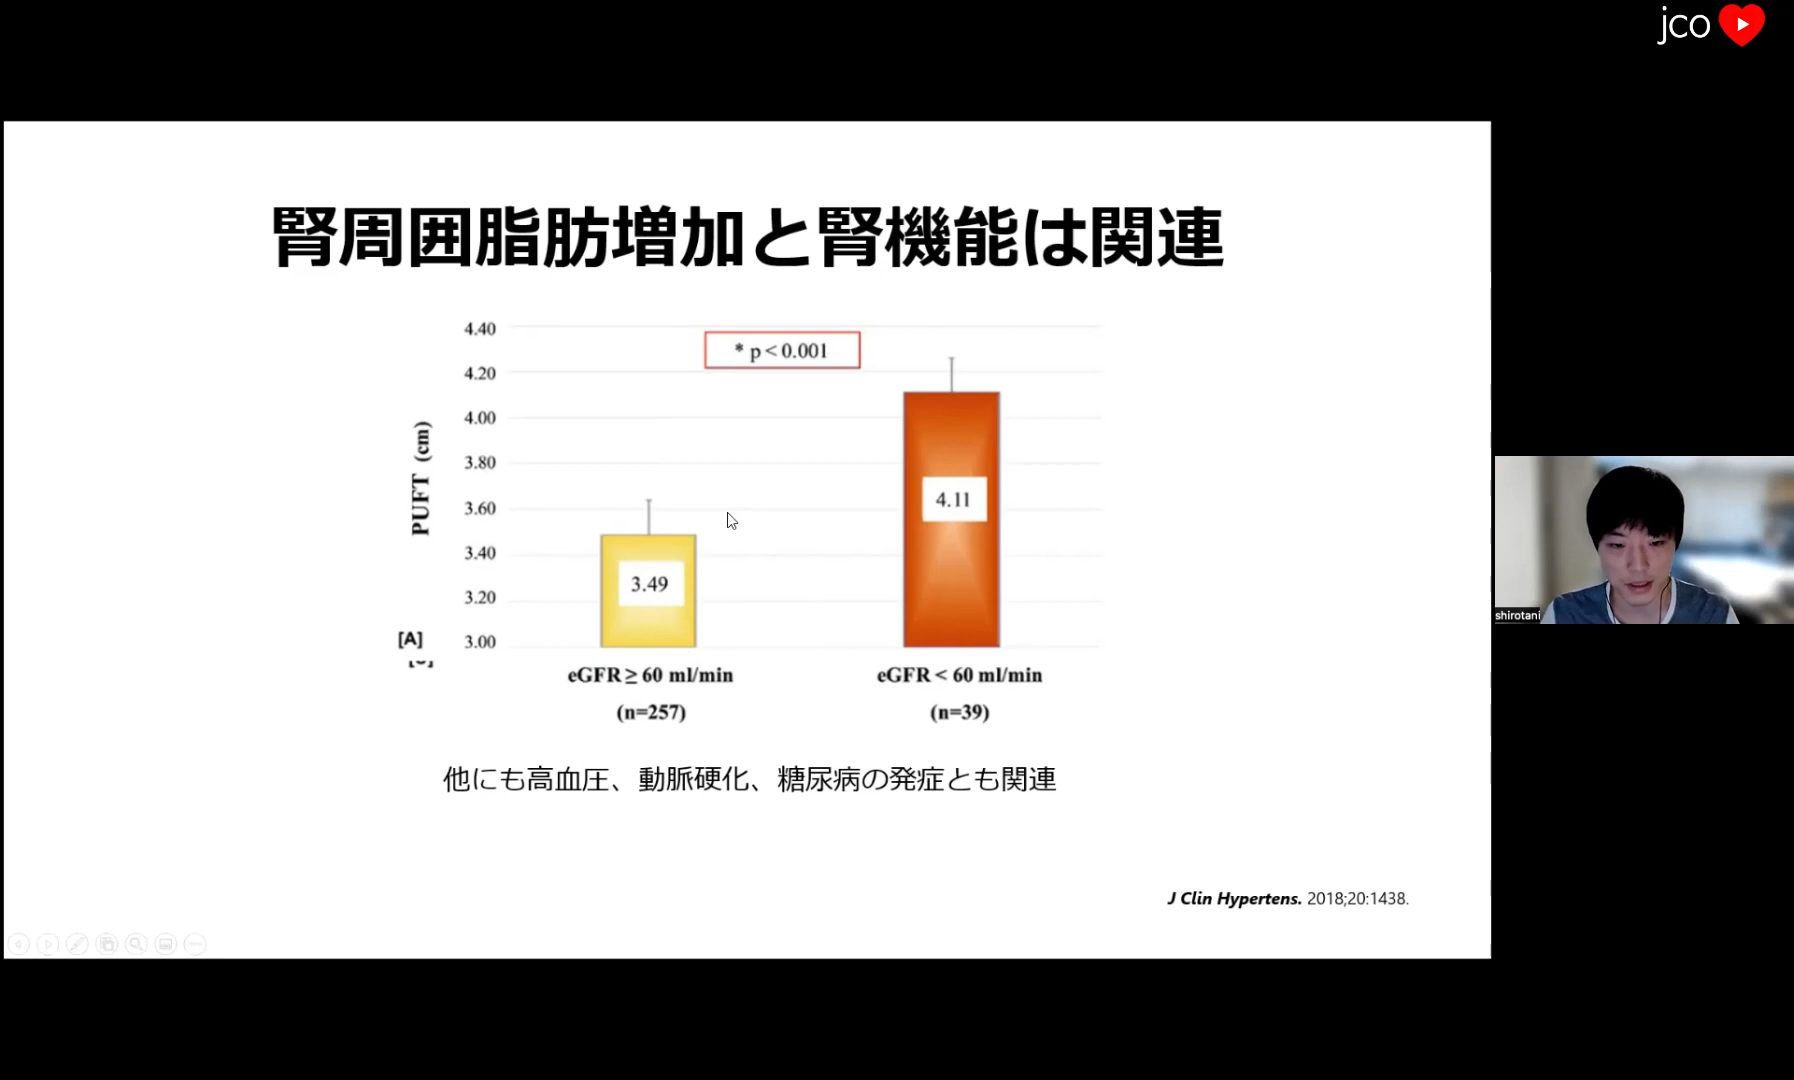 jco
腎周囲脂肪増加と腎機能は関連
4.40
4.20
4.00
3.80
3.60
3.40
3.20
3.00
PUFT (cm)
* p < 0.001
3.49
4.11
[A]
eGFR ≥ 60 ml/min
(n=257)
eGFR < 60 ml/min
(n=39)
他にも高血圧、動脈硬化、糖尿病の発症とも関連
J Clin Hypertens. 2018;20:1438.
shirotani